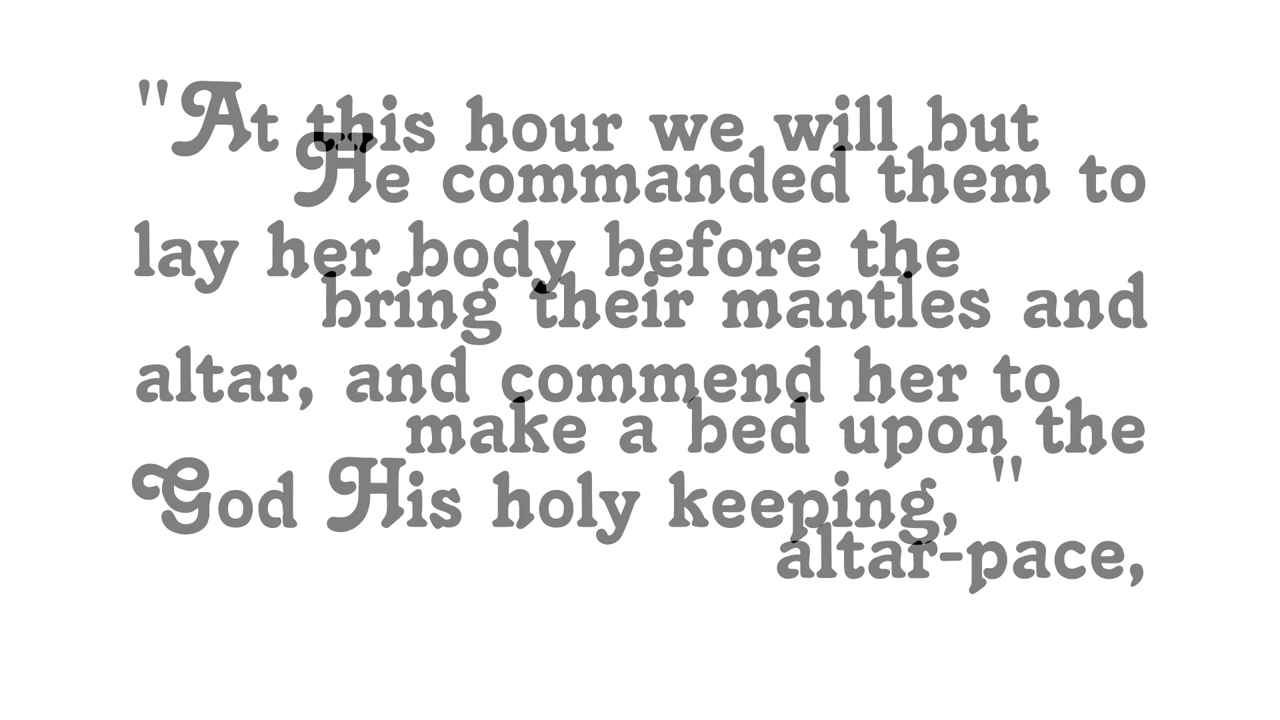 "At this hour we will but
lay her body before the
altar, and commend her to
God His holy keeping,"
He commanded them to
bring their mantles and
make a bed upon the
altar-pace,